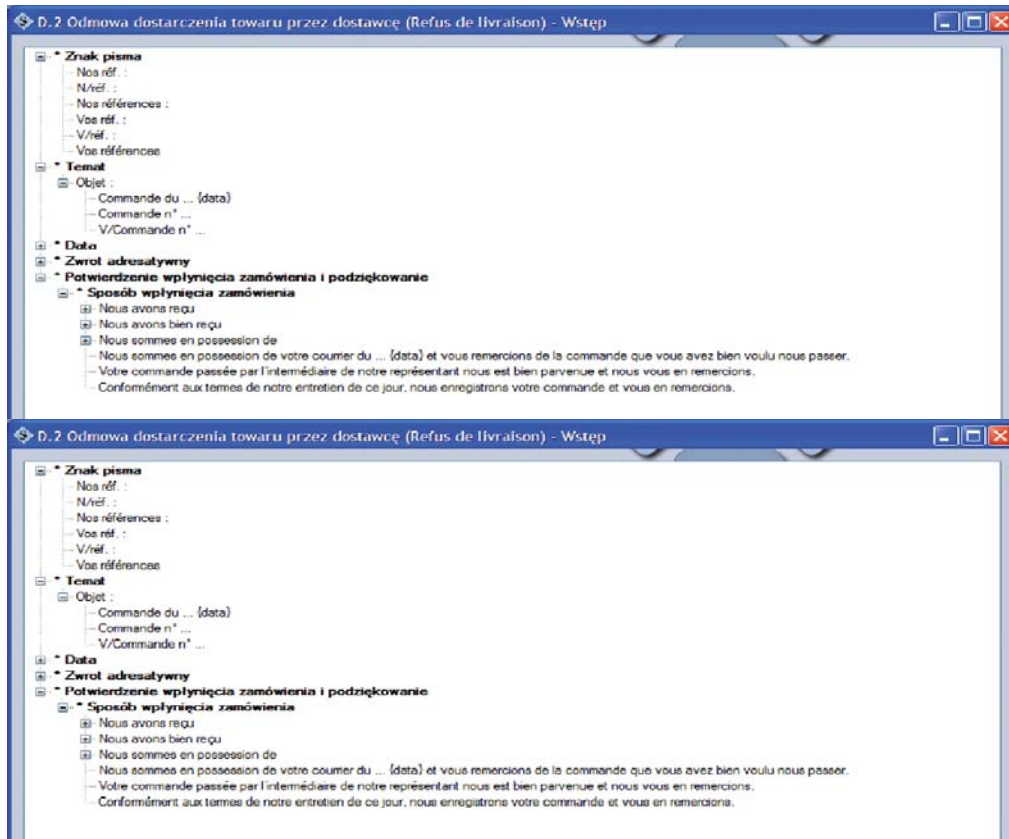 D.2 Odmowa dostarczenia towaru przez dostawcę (Refus de livraison) - Wstęp
* Znak pisma
Nos réf. :
N/réf. :
Nos références :
Vos réf. :
V/réf. :
Vos références
* Temat
Objet :
Commande du ... {data}
Commande n° ...
V/Commande n° ...
* Data
* Zwrot adresatywny
* Potwierdzenie wpłynięcia zamówienia i podziękowanie
* Sposób wpłynięcia zamówienia
Nous avons reçu
Nous avons bien reçu
Nous sommes en possession de
Nous sommes en possession de votre courrier du ... {data} et vous remercions de la commande que vous avez bien voulu nous passer.
Votre commande passée par l'intermédiaire de notre représentant nous est bien parvenue et nous vous en remercions.
Conformément aux termes de notre entretien de ce jour, nous enregistrons votre commande et vous en remercions.
D.2 Odmowa dostarczenia towaru przez dostawcę (Refus de livraison) - Wstęp
* Znak pisma
Nos réf. :
N/réf. :
Nos références :
Vos réf. :
V/réf. :
Vos références
* Temat
Objet :
Commande du ... {data}
Commande n° ...
V/Commande n° ...
* Data
* Zwrot adresatywny
* Potwierdzenie wpłynięcia zamówienia i podziękowanie
* Sposób wpłynięcia zamówienia
Nous avons reçu
Nous avons bien reçu
Nous sommes en possession de
Nous sommes en possession de votre courrier du ... {data} et vous remercions de la commande que vous avez bien voulu nous passer.
Votre commande passée par l'intermédiaire de notre représentant nous est bien parvenue et nous vous en remercions.
Conformément aux termes de notre entretien de ce jour, nous enregistrons votre commande et vous en remercions.